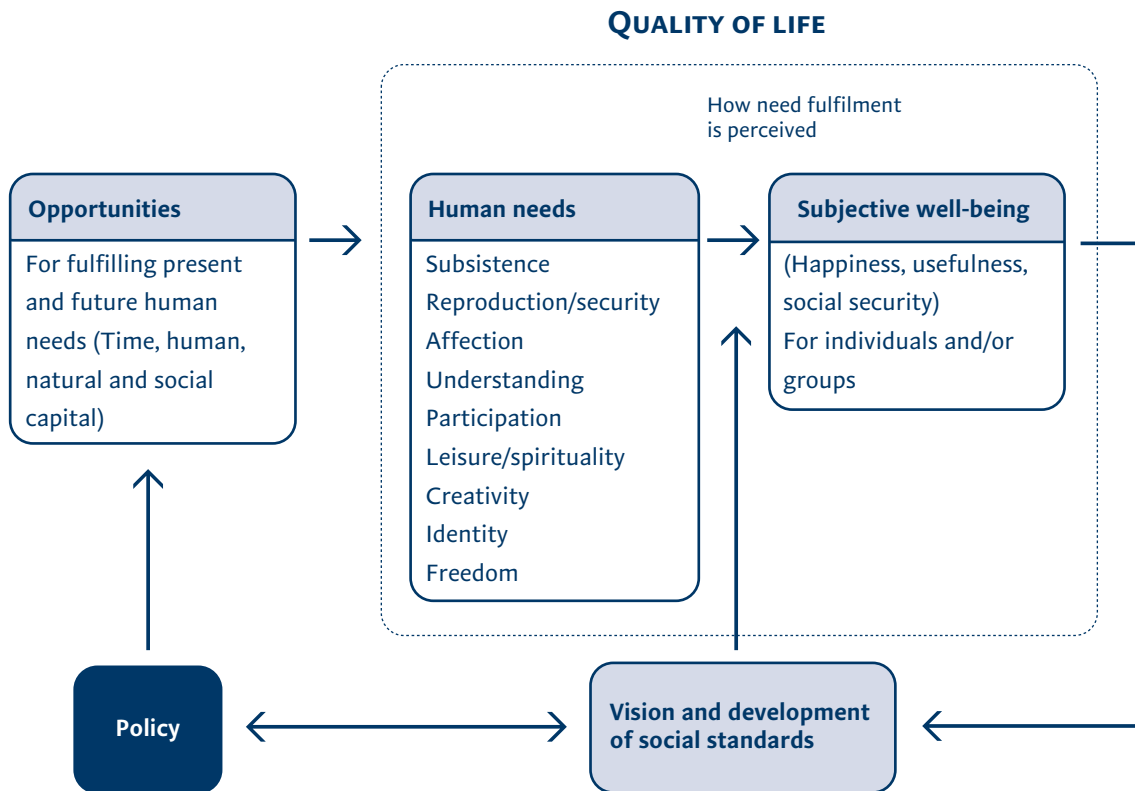 QUALITY OF LIFE
How need fulfilment
is perceived
Opportunities
For fulfilling present
and future human
needs (Time, human,
natural and social
capital)
Human needs
Subsistence
Reproduction/security
Affection
Understanding
Participation
Leisure/spirituality
Creativity
Identity
Freedom
Subjective well-being
(Happiness, usefulness,
social security)
For individuals and/or
groups
Policy
Vision and development
of social standards